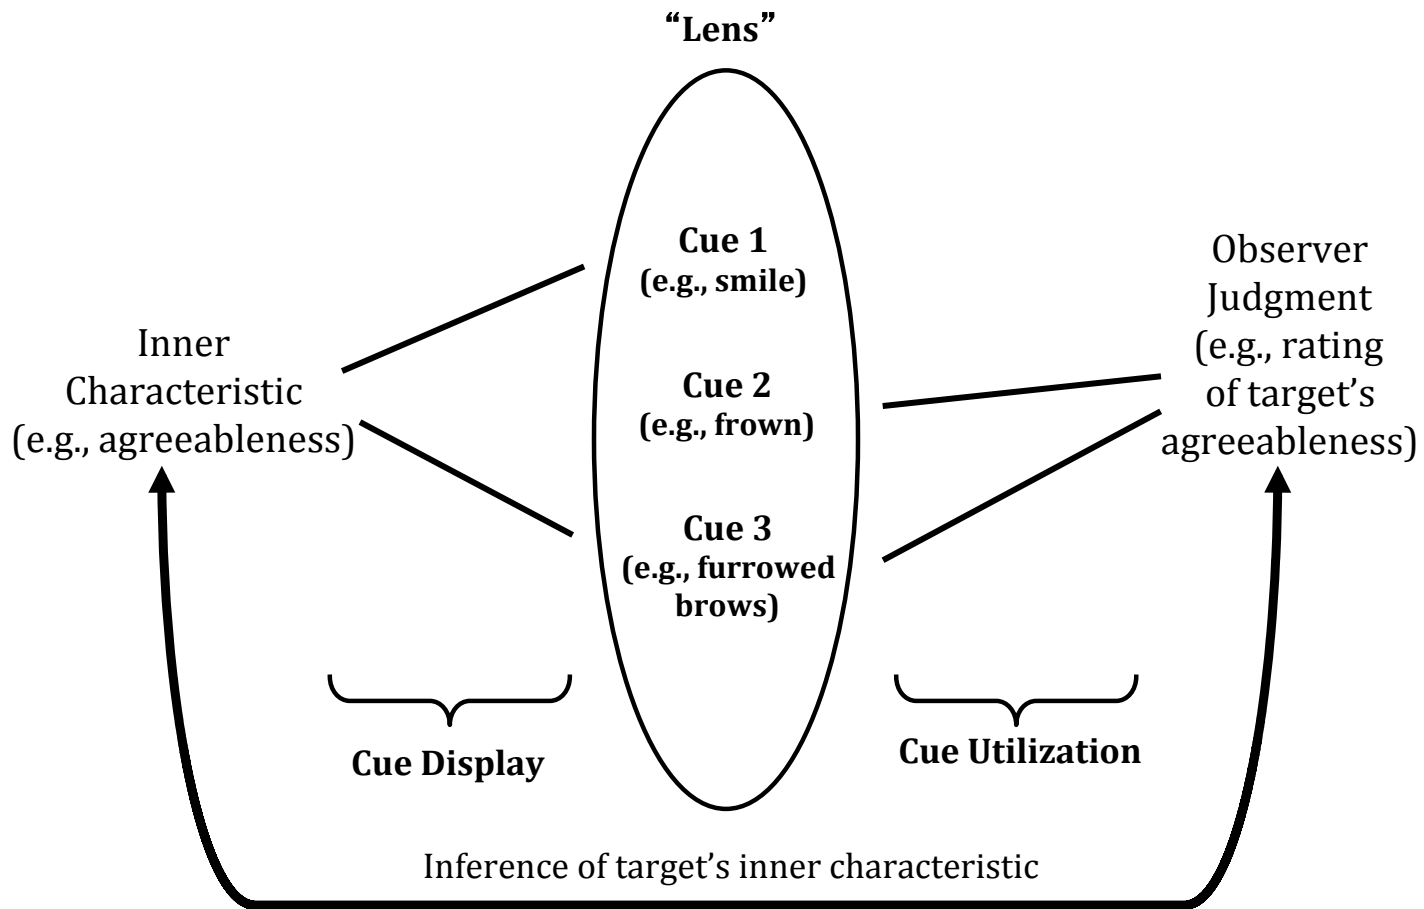 “Lens”
Inner
Characteristic
(e.g., agreeableness)
Cue 1
(e.g., smile)
Cue 2
(e.g., frown)
Cue 3
(e.g., furrowed
brows)
Observer
Judgment
(e.g., rating
of target’s
agreeableness)
Cue Display
Cue Utilization
Inference of target’s inner characteristic